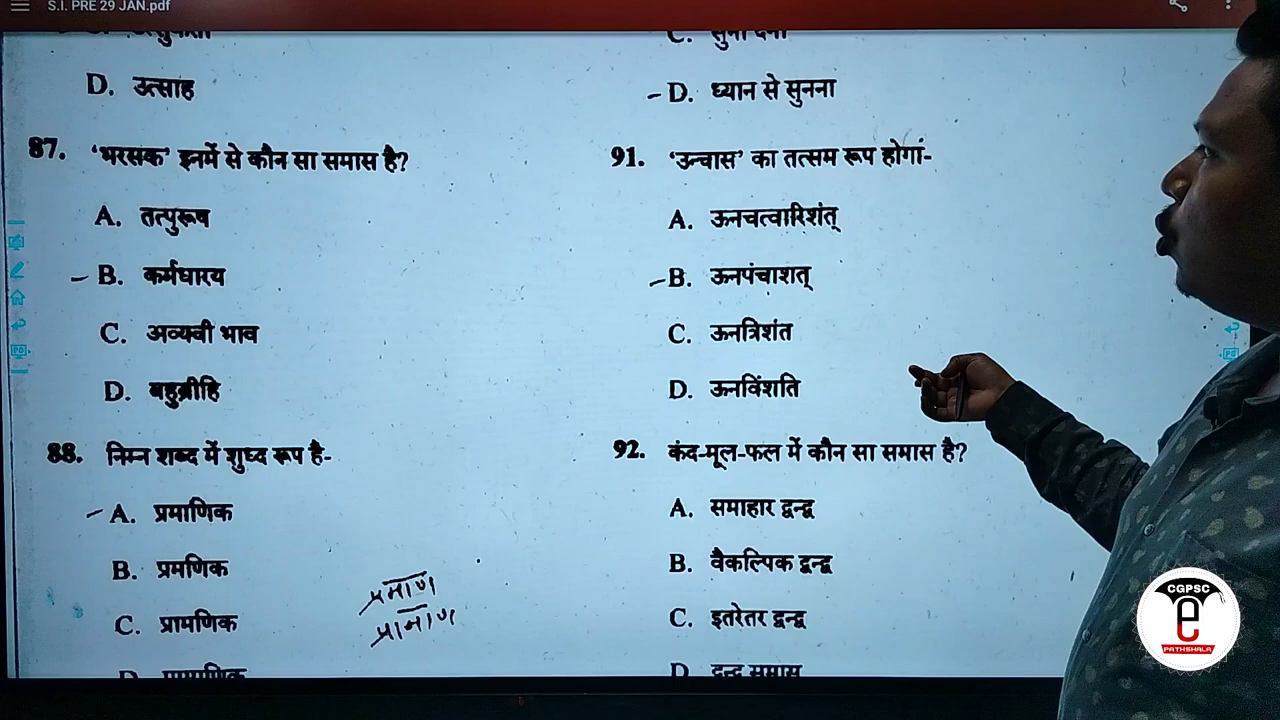 S.I. PRE 29 JAN.pdf
D. उत्साह
87. ‘भरसक’ इनमें से कौन सा समास है?
A. तत्पुरूष
B. कर्मधारय
C. अव्ययी भाव
D. बहुब्रीहि
88. निम्न शब्द में शुध्द रूप है-
A. प्रमाणिक
B. प्रमणिक
C. प्रामणिक
प्रमाण
प्रामाण
D. ध्यान से सुनना
91. ‘उन्चास’ का तत्सम रूप होगां-
A. ऊनचत्वारिशंत्
B. ऊनपंचाशत्
C. ऊनत्रिशंत
D. ऊनविंशति
92. कंद-मूल-फल में कौन सा समास है?
A. समाहार द्वन्द्व
B. वैकल्पिक द्वन्द्व
C. इतरेतर द्वन्द्व
D द्वन्द्व समास
CGPSC
e
PATHSHALA